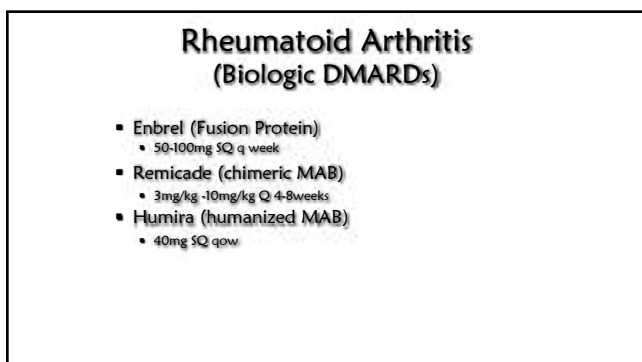 Rheumatoid Arthritis
(Biologic DMARDs)
▪ Enbrel (Fusion Protein)
▪ 50-100mg SQ q week
▪ Remicade (chimeric MAB)
▪ 3mg/kg -10mg/kg Q 4-8weeks
▪ Humira (humanized MAB)
▪ 40mg SQ qow